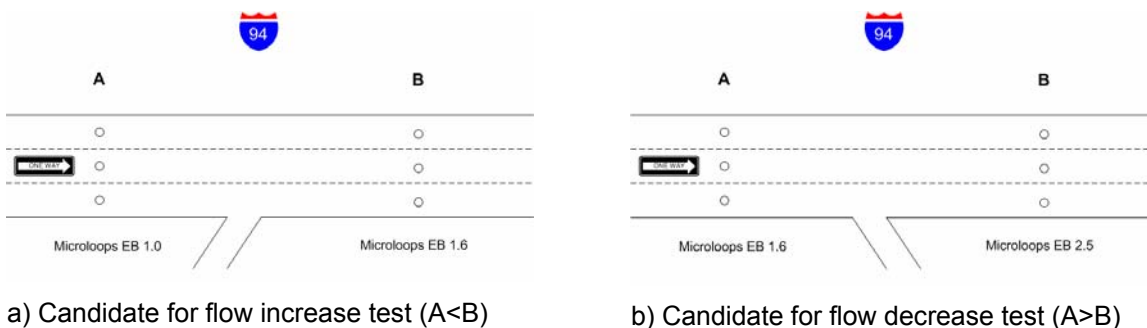 94
A B
ONE WAY
Microloops EB 1.0 Microloops EB 1.6
a) Candidate for flow increase test (A<B)
94
A B
ONE WAY
Microloops EB 1.6 Microloops EB 2.5
b) Candidate for flow decrease test (A>B)